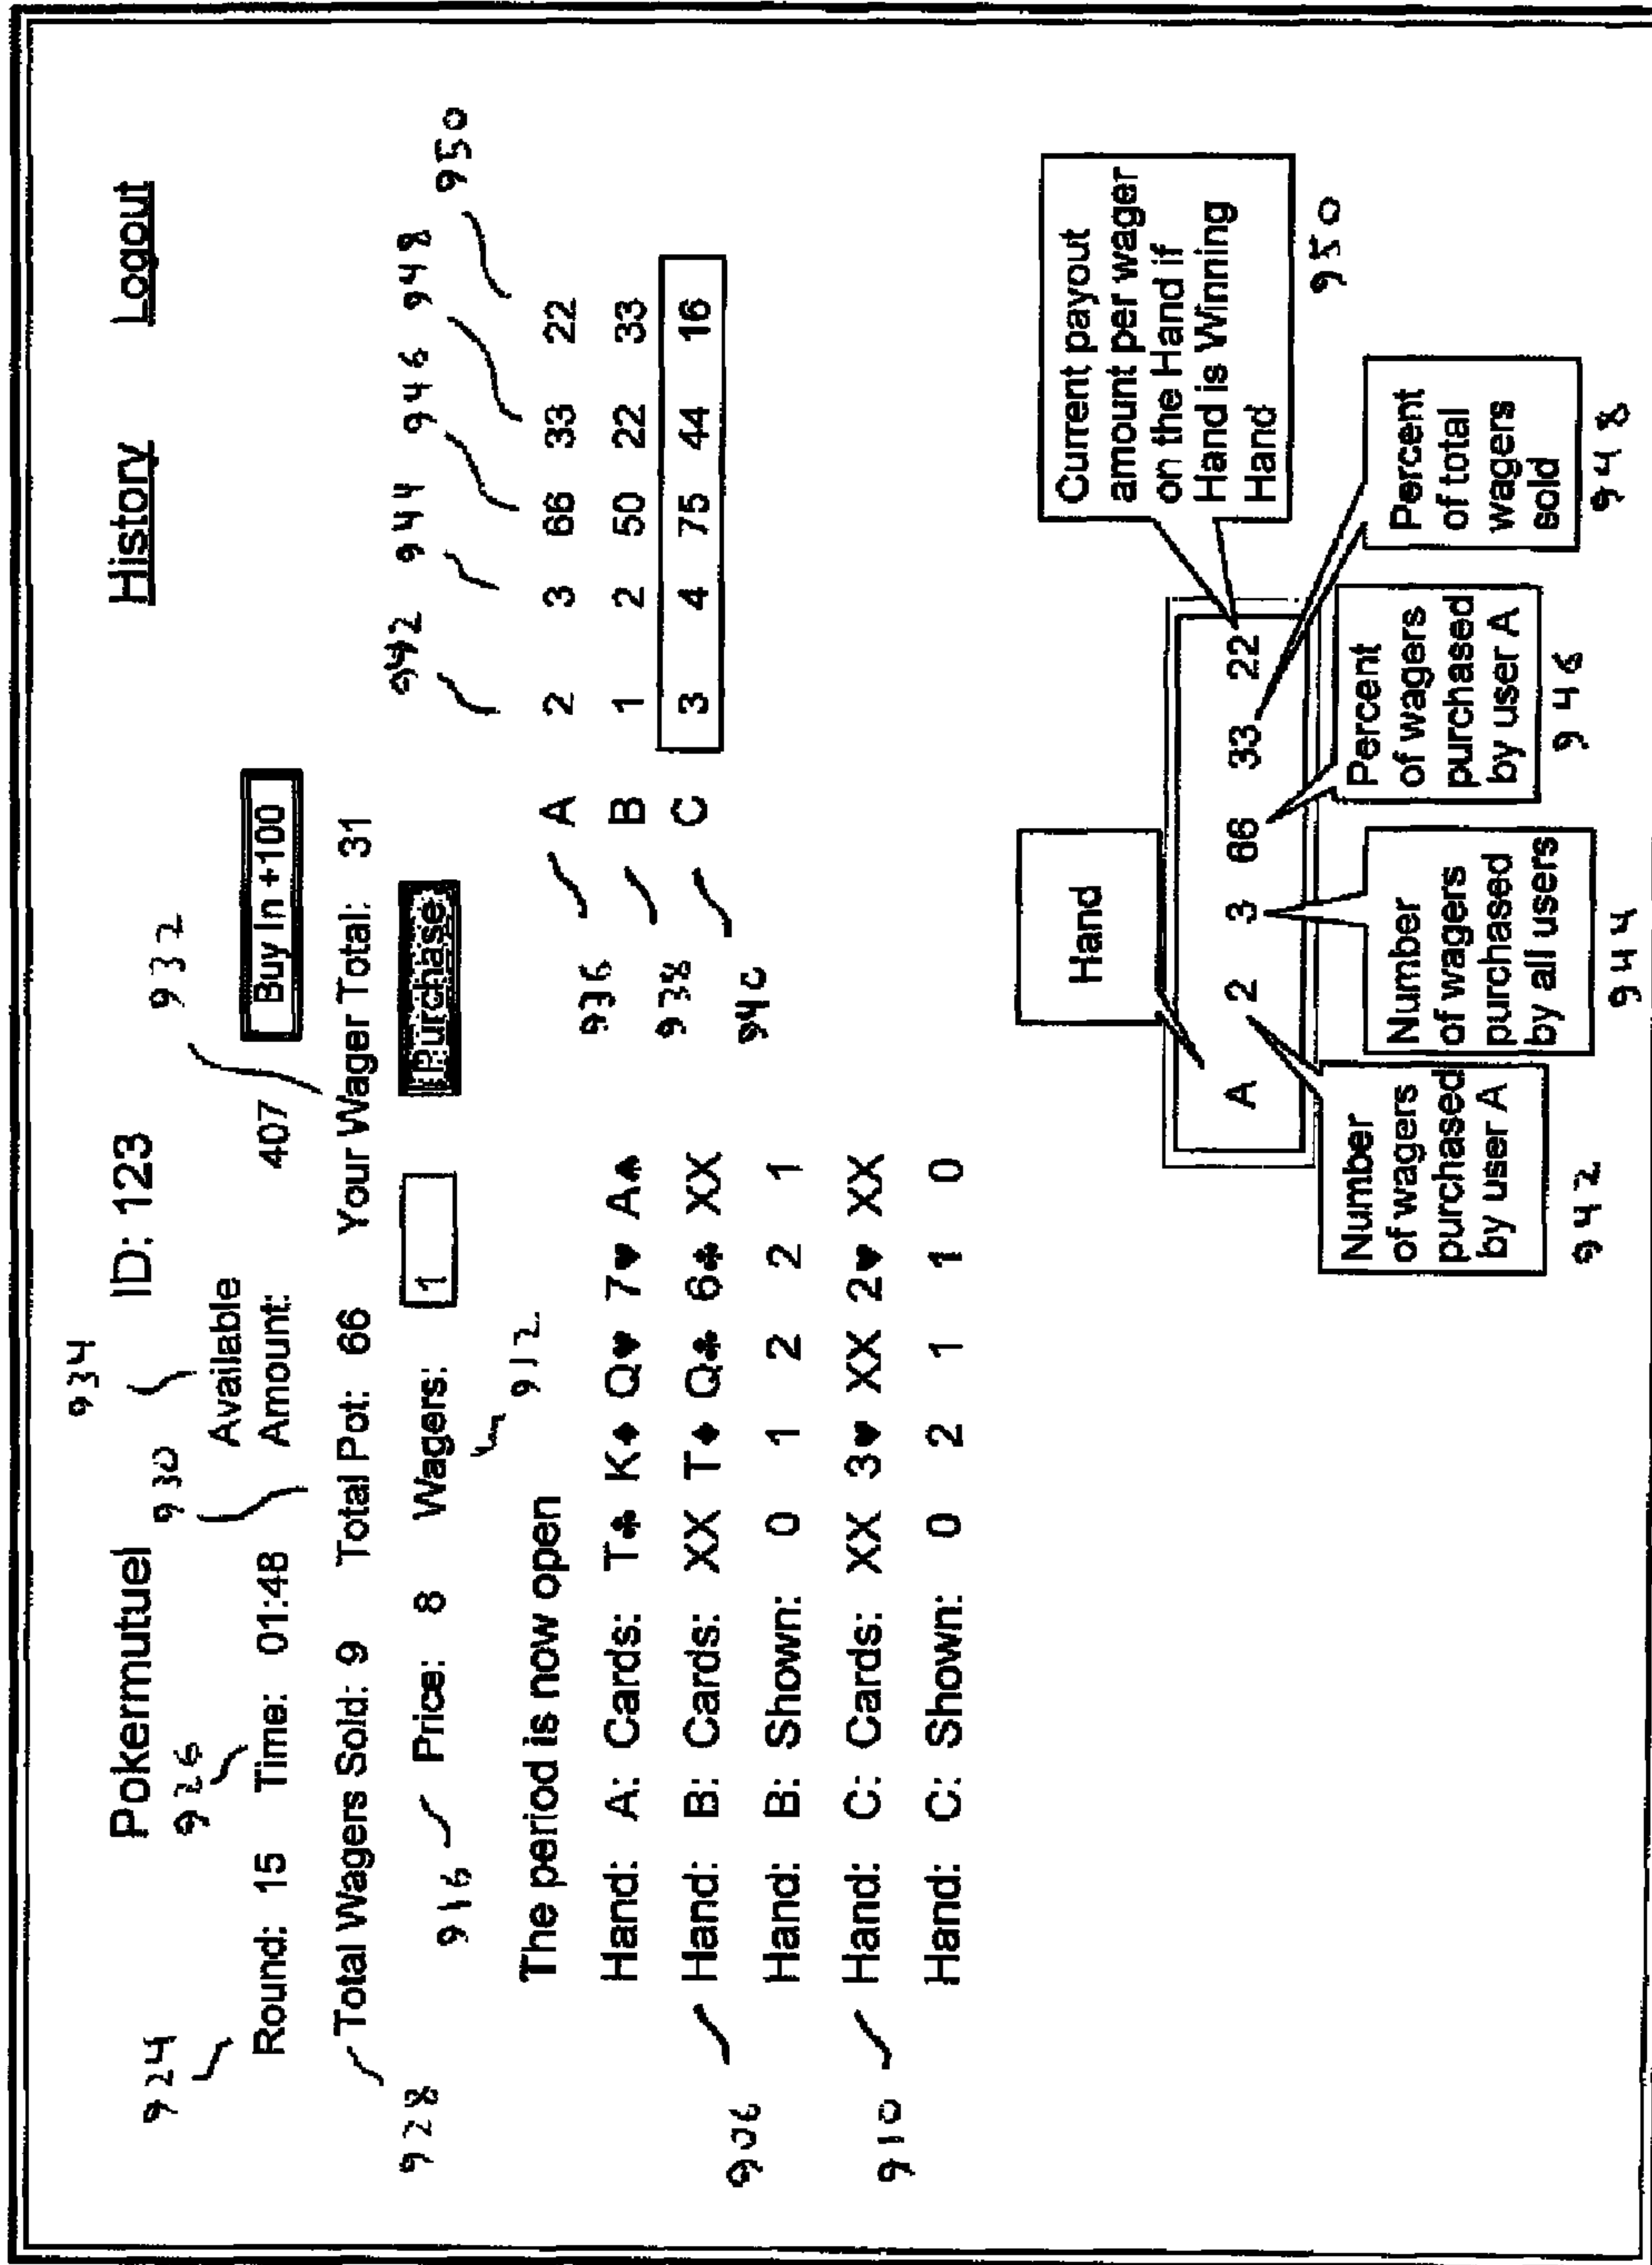 934
Pokermutuel ID: 123 History Logout
926 930 932
924
Available
Round: 15 Time: 01:48 Amount: 407 Buy In +100
Total Wagers Sold: 9 Total Pot: 66 Your Wager Total: 31
928
916 Price: 8 Wagers: 1 Purchase
912
942 944 946 948 950
The period is now open
Hand: A: Cards: T♣ K♦ Q♥ 7♥ A♠
Hand: B: Cards: XX T♦ Q♣ 6♣ XX
Hand: B: Shown: 0 1 2 2 1
Hand: C: Cards: XX 3♥ XX 2♥ XX
Hand: C: Shown: 0 2 1 1 0
906
910
936 A 2 3 66 33 22
938 B 1 2 50 22 33
940 C 3 4 75 44 16
Hand
A 2 3 66 33 22
Number
of wagers
purchased
by user A
942
Number
of wagers
purchased
by all users
944
Percent
of wagers
purchased
by user A
946
Percent
of total
wagers
sold
948
Current payout
amount per wager
on the Hand if
Hand is Winning
Hand
950